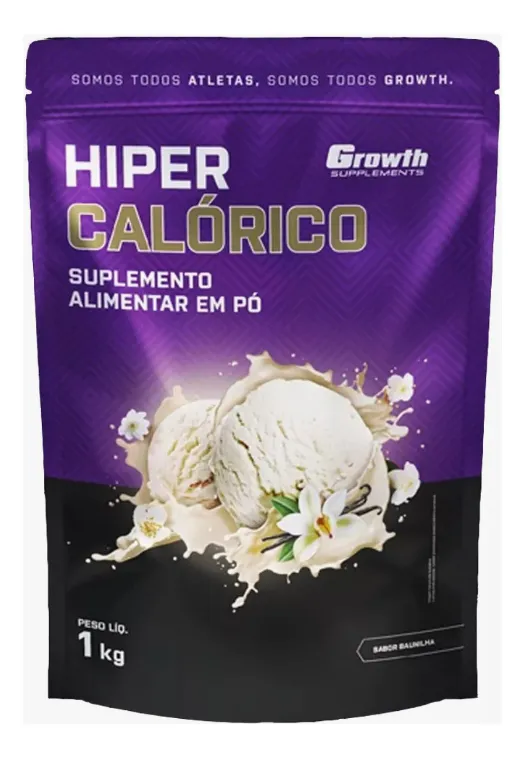 SOMOS TODOS ATLETAS, SOMOS TODOS GROWTH.
HIPER
Growth
SUPPLEMENTS
CALÓRICO
SUPLEMENTO
ALIMENTAR EM PÓ
PESO LÍQ.
1 kg
SABOR BAUNILHA